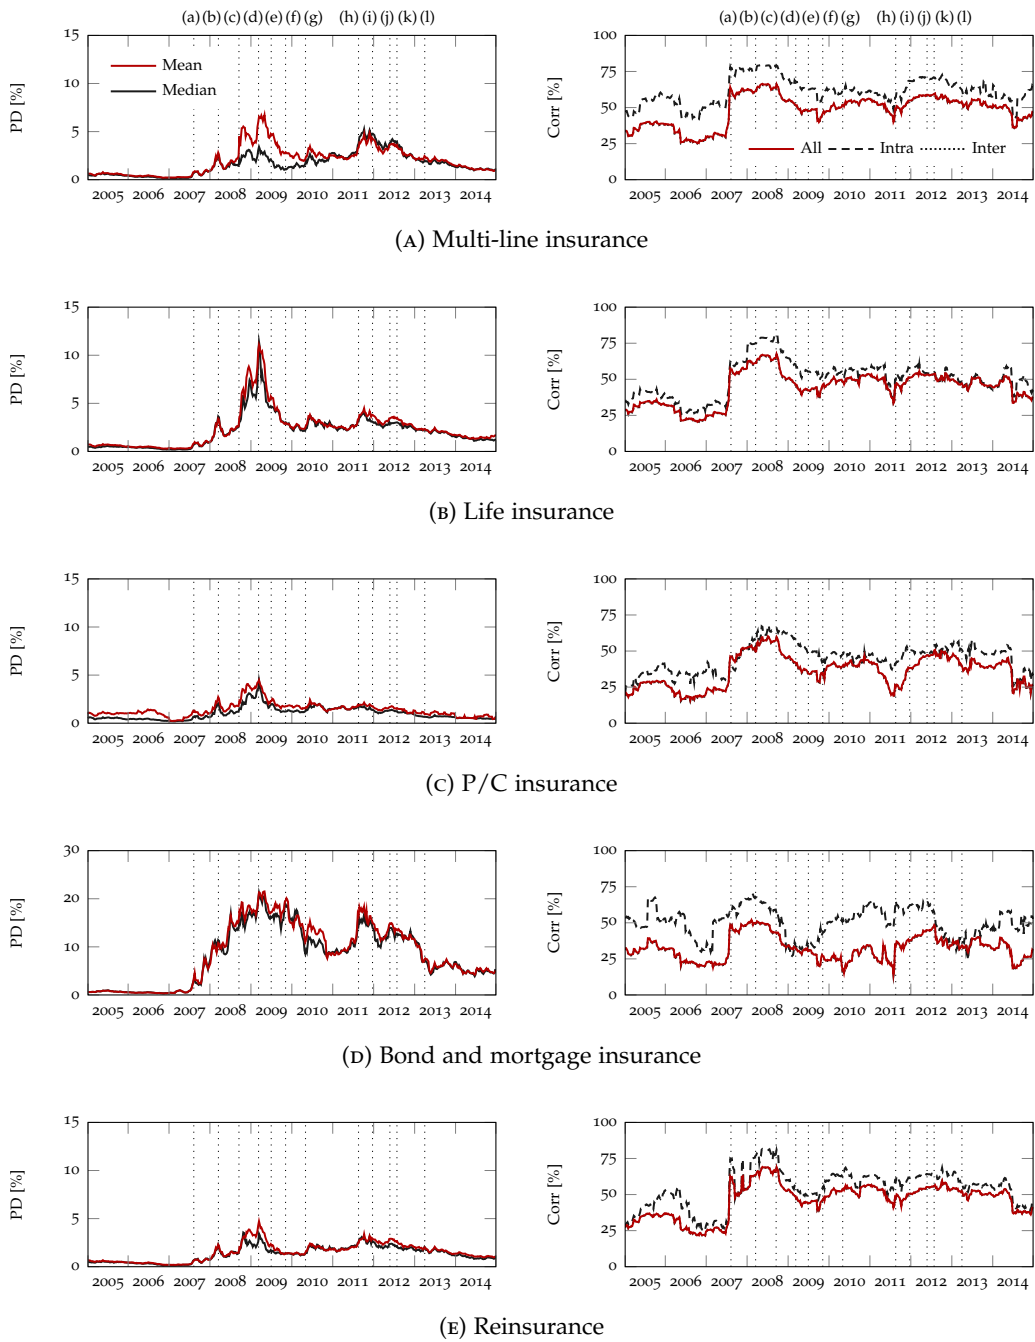 (a) (b) (c) (d) (e) (f) (g) (h) (i) (j) (k) (l)
15
10
5
0
PD [%]
Mean
Median
2005 2006 2007 2008 2009 2010 2011 2012 2013 2014
(a) (b) (c) (d) (e) (f) (g) (h) (i) (j) (k) (l)
100
75
50
25
0
Corr [%]
All Intra Inter
2005 2006 2007 2008 2009 2010 2011 2012 2013 2014
(A) Multi-line insurance
15
10
5
0
PD [%]
2005 2006 2007 2008 2009 2010 2011 2012 2013 2014
100
75
50
25
0
Corr [%]
2005 2006 2007 2008 2009 2010 2011 2012 2013 2014
(B) Life insurance
15
10
5
0
PD [%]
2005 2006 2007 2008 2009 2010 2011 2012 2013 2014
100
75
50
25
0
Corr [%]
2005 2006 2007 2008 2009 2010 2011 2012 2013 2014
(C) P/C insurance
30
20
10
0
PD [%]
2005 2006 2007 2008 2009 2010 2011 2012 2013 2014
100
75
50
25
0
Corr [%]
2005 2006 2007 2008 2009 2010 2011 2012 2013 2014
(D) Bond and mortgage insurance
15
10
5
0
PD [%]
2005 2006 2007 2008 2009 2010 2011 2012 2013 2014
100
75
50
25
0
Corr [%]
2005 2006 2007 2008 2009 2010 2011 2012 2013 2014
(E) Reinsurance